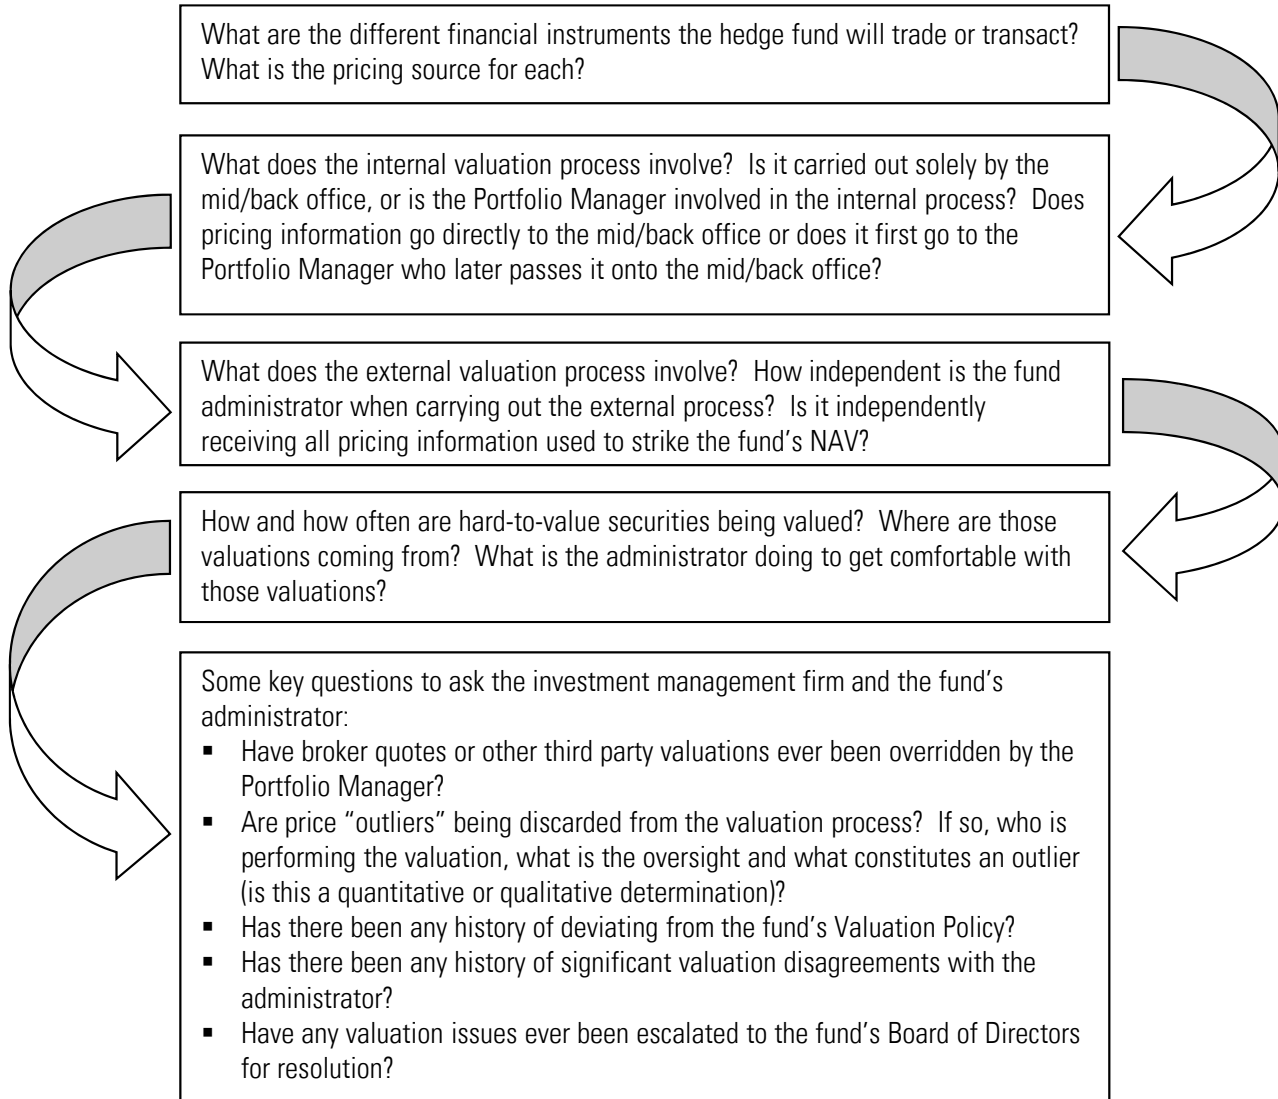 What are the different financial instruments the hedge fund will trade or transact?
What is the pricing source for each?
What does the internal valuation process involve?  Is it carried out solely by the
mid/back office, or is the Portfolio Manager involved in the internal process?  Does
pricing information go directly to the mid/back office or does it first go to the
Portfolio Manager who later passes it onto the mid/back office?
What does the external valuation process involve?  How independent is the fund
administrator when carrying out the external process?  Is it independently
receiving all pricing information used to strike the fund's NAV?
How and how often are hard-to-value securities being valued?  Where are those
valuations coming from?  What is the administrator doing to get comfortable with
those valuations?
Some key questions to ask the investment management firm and the fund's
administrator:
▪ Have broker quotes or other third party valuations ever been overridden by the
Portfolio Manager?
▪ Are price “outliers” being discarded from the valuation process?  If so, who is
performing the valuation, what is the oversight and what constitutes an outlier
(is this a quantitative or qualitative determination)?
▪ Has there been any history of deviating from the fund's Valuation Policy?
▪ Has there been any history of significant valuation disagreements with the
administrator?
▪ Have any valuation issues ever been escalated to the fund's Board of Directors
for resolution?